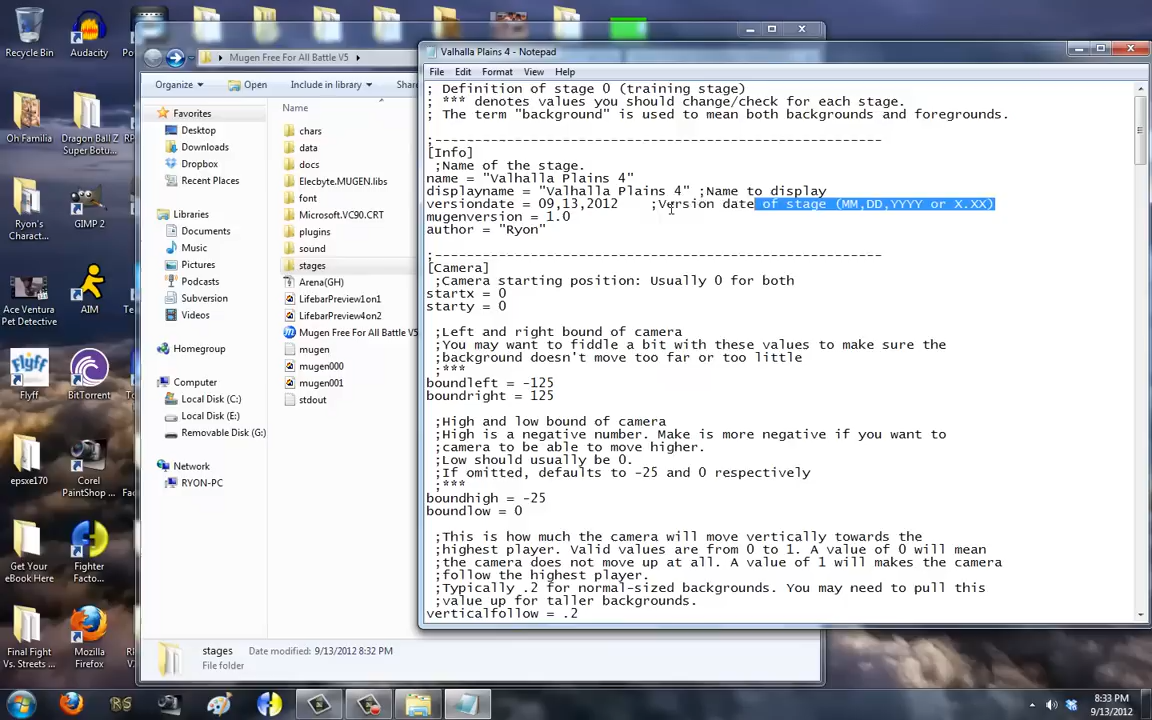 Recycle Bin
Audacity
Oh Familia
Dragon Ball Z
Super Botu...
Ryon's
Character...
GIMP 2
Ace Ventura
Pet Detective
AIM
Flyff
BitTorrent
epsxe170
Corel
PaintShop ...
Get Your
eBook Here
Fighter
Facto...
Final Fight
Vs. Streets ...
Mozilla
Firefox
Mugen Free For All Battle V5
Organize
Open
Include in library
Shar
Favorites
Desktop
Downloads
Dropbox
Recent Places
Libraries
Documents
Music
Pictures
Podcasts
Subversion
Videos
Homegroup
Computer
Local Disk (C:)
Local Disk (E:)
Removable Disk (G:)
Network
RYON-PC
Name
chars
data
docs
Elecbyte.MUGEN.libs
font
Microsoft.VC90.CRT
plugins
sound
stages
Arena(GH)
LifebarPreview1on1
LifebarPreview4on2
Mugen Free For All Battle V5
mugen
mugen000
mugen001
stdout
stages
Date modified: 9/13/2012 8:32 PM
File folder
Valhalla Plains 4 - Notepad
File Edit Format View Help
; Definition of stage 0 (training stage)
; *** denotes values you should change/check for each stage.
; The term "background" is used to mean both backgrounds and foregrounds.
;--------------------------------------------------------
[Info]
;Name of the stage.
name = "Valhalla Plains 4"
displayname = "Valhalla Plains 4" ;Name to display
versiondate = 09,13,2012 ;Version date of stage (MM,DD,YYYY or X.XX)
mugenversion = 1.0
author = "Ryon"
;--------------------------------------------------------
[Camera]
;Camera starting position: Usually 0 for both
startx = 0
starty = 0
;Left and right bound of camera
;You may want to fiddle a bit with these values to make sure the
;background doesn't move too far or too little
;***
boundleft = -125
boundright = 125
;High and low bound of camera
;High is a negative number. Make is more negative if you want to
;camera to be able to move higher.
;Low should usually be 0.
;If omitted, defaults to -25 and 0 respectively
;***
boundhigh = -25
boundlow = 0
;This is how much the camera will move vertically towards the
;highest player. Valid values are from 0 to 1. A value of 0 will mean
;the camera does not move up at all. A value of 1 will makes the camera
;follow the highest player.
;Typically .2 for normal-sized backgrounds. You may need to pull this
;value up for taller backgrounds.
verticalfollow = .2
8:33 PM
9/13/2012